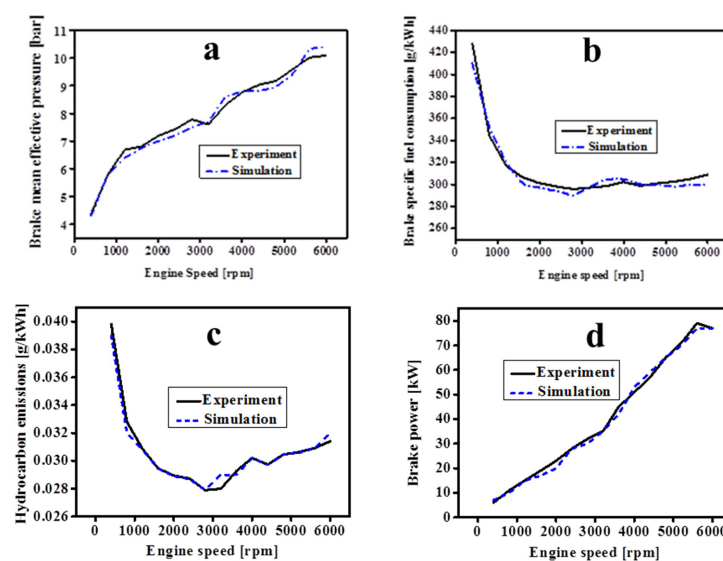 a
Brake mean effective pressure [bar]
11
10
9
8
7
6
5
4
Experiment
Simulation
0 1000 2000 3000 4000 5000 6000
Engine Speed [rpm]
b
Brake specific fuel consumption [g/kWh]
440
420
400
380
360
340
320
300
280
260
Experiment
Simulation
0 1000 2000 3000 4000 5000 6000
Engine speed [rpm]
c
Hydrocarbon emissions [g/kWh]
0.040
0.038
0.036
0.034
0.032
0.030
0.028
0.026
Experiment
Simulation
0 1000 2000 3000 4000 5000 6000
Engine speed [rpm]
d
Brake power [kW]
80
70
60
50
40
30
20
10
0
Experiment
Simulation
0 1000 2000 3000 4000 5000 6000
Engine speed [rpm]